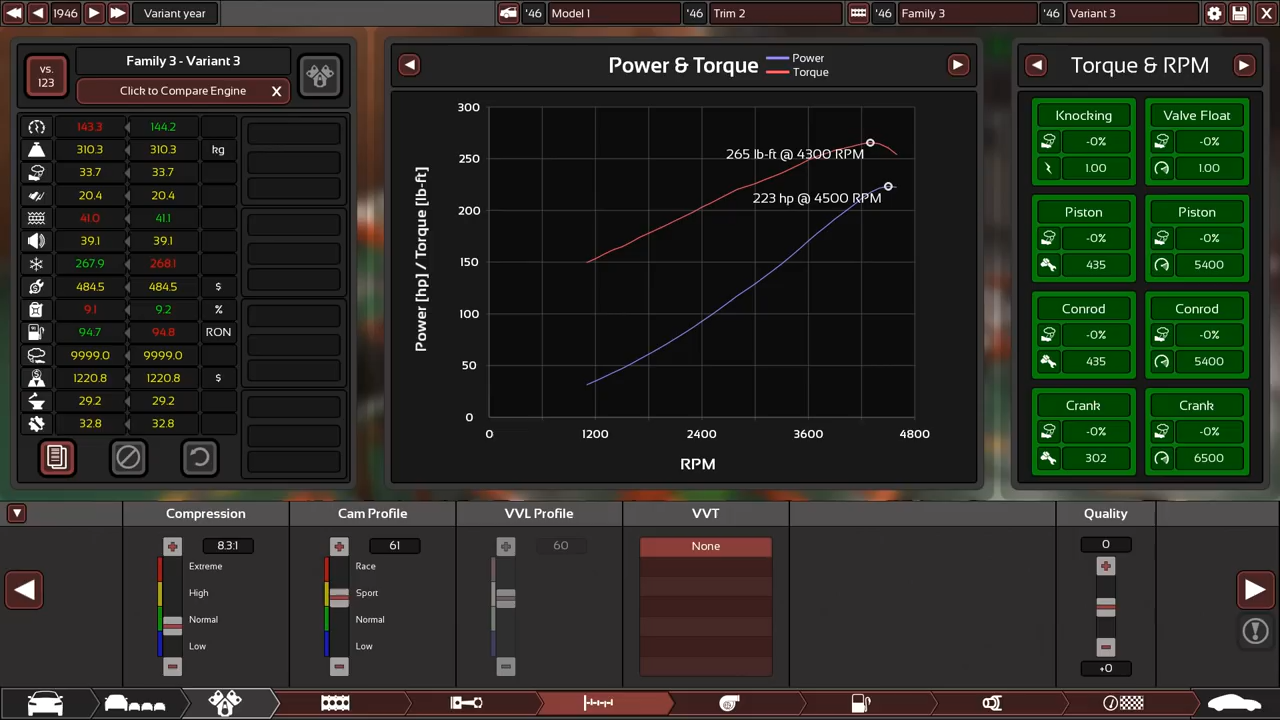 1946
Variant year
'46
Model 1
Trim 2
'46
Family 3
'46
Variant 3
vs.
123
Family 3 - Variant 3
Click to Compare Engine
X
143.3 144.2
310.3 310.3 kg
33.7 33.7
20.4 20.4
41.0 41.1
39.1 39.1
267.9 268.1
484.5 484.5 $
9.1 9.2 %
94.7 94.8 RON
9999.0 9999.0
1220.8 1220.8 $
29.2 29.2
32.8 32.8
Power & Torque
Power
Torque
300
250
200
150
100
50
0
Power [hp] / Torque [lb-ft]
265 lb-ft @ 4300 RPM
223 hp @ 4500 RPM
0 1200 2400 3600 4800
RPM
Torque & RPM
Knocking Valve Float
-0% -0%
1.00 1.00
Piston Piston
-0% -0%
435 5400
Conrod Conrod
-0% -0%
435 5400
Crank Crank
-0% -0%
302 6500
Compression
8.3:1
Extreme
High
Normal
Low
Cam Profile
61
Race
Sport
Normal
Low
VVL Profile
60
VVT
None
Quality
0
+0